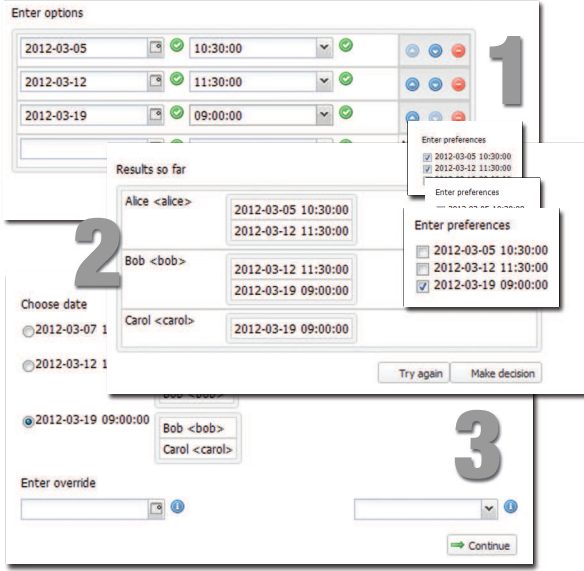 Enter options
2012-03-05 10:30:00
2012-03-12 11:30:00
2012-03-19 09:00:00
1
Enter preferences
2012-03-05 10:30:00
2012-03-12 11:30:00
Enter preferences
Enter preferences
2012-03-05 10:30:00
2012-03-12 11:30:00
2012-03-19 09:00:00
2
Results so far
Alice <alice>
2012-03-05 10:30:00
2012-03-12 11:30:00
Bob <bob>
2012-03-12 11:30:00
2012-03-19 09:00:00
Carol <carol>
2012-03-19 09:00:00
Try again Make decision
3
Choose date
2012-03-07 1
2012-03-12 1
2012-03-19 09:00:00
Bob <bob>
Carol <carol>
Enter override
Continue